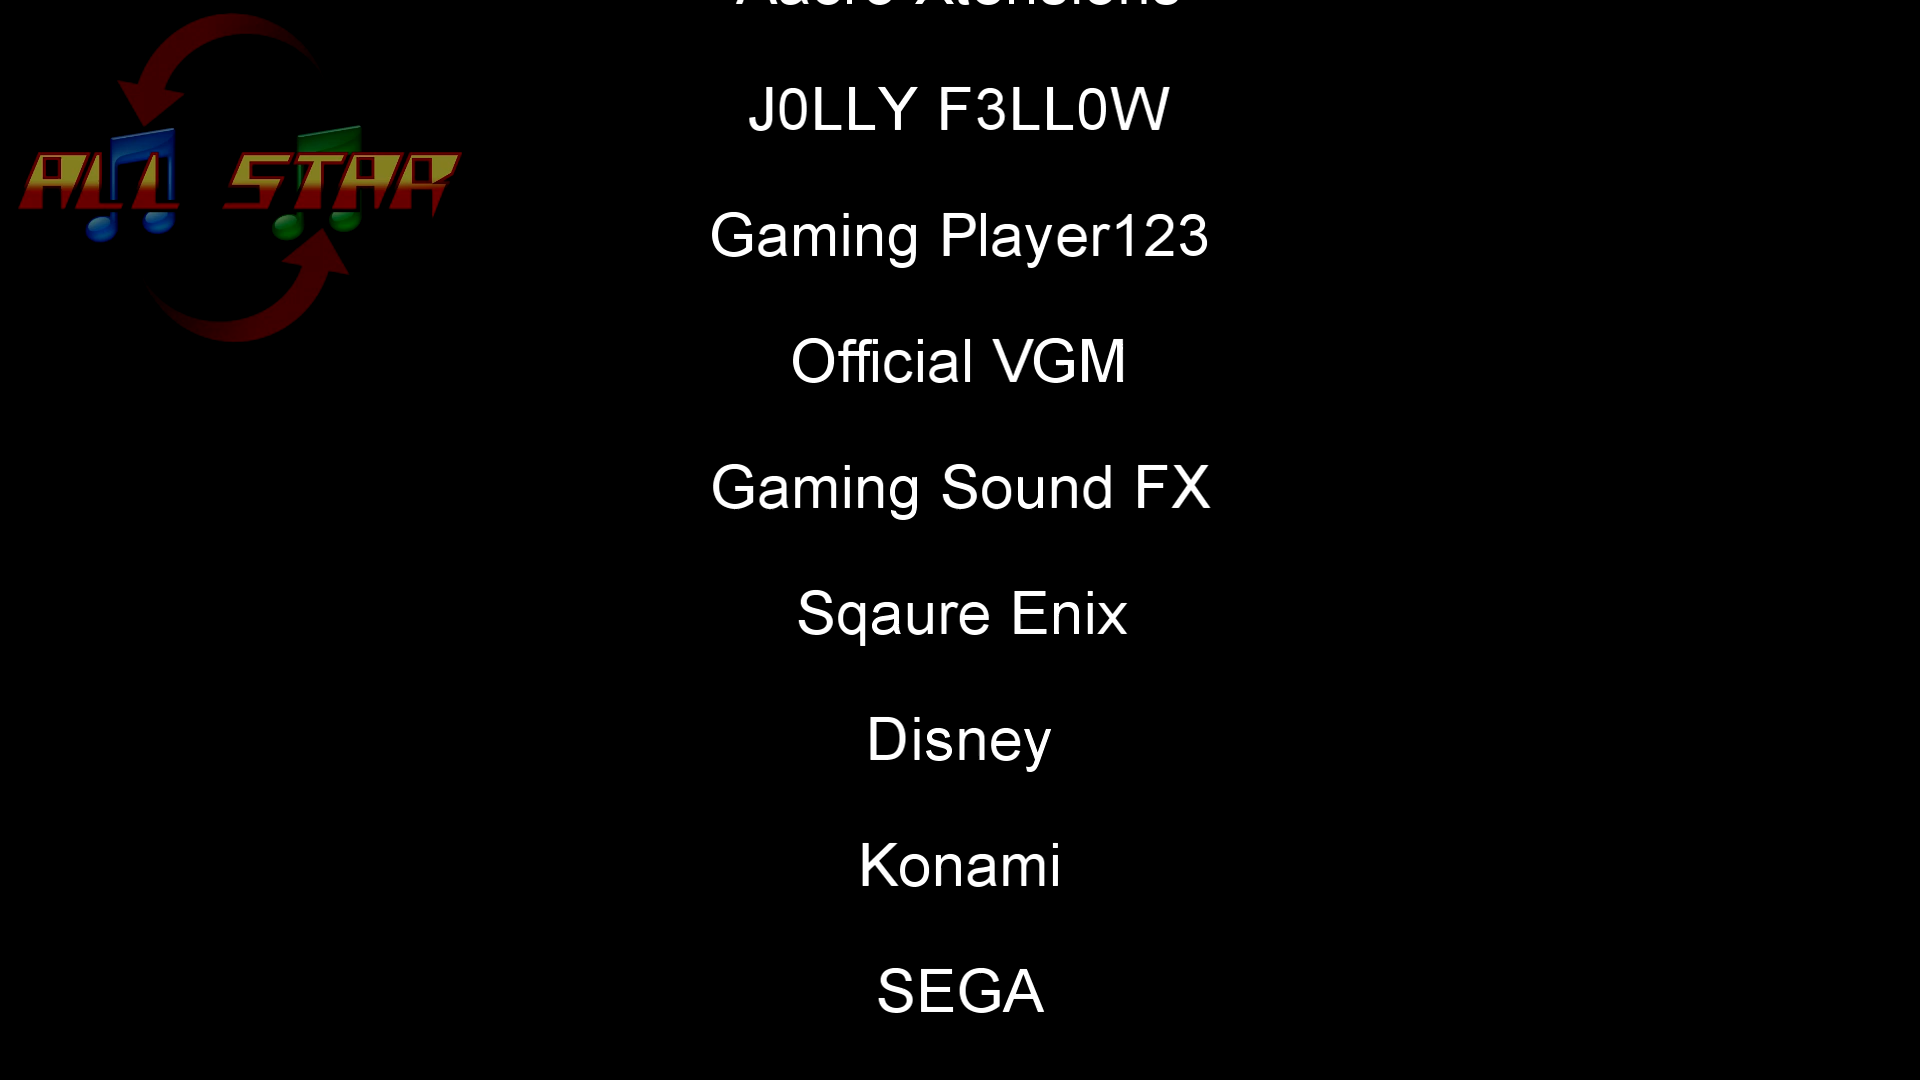 ALL STAR
J0LLY F3LL0W
Gaming Player123
Official VGM
Gaming Sound FX
Sqaure Enix
Disney
Konami
SEGA